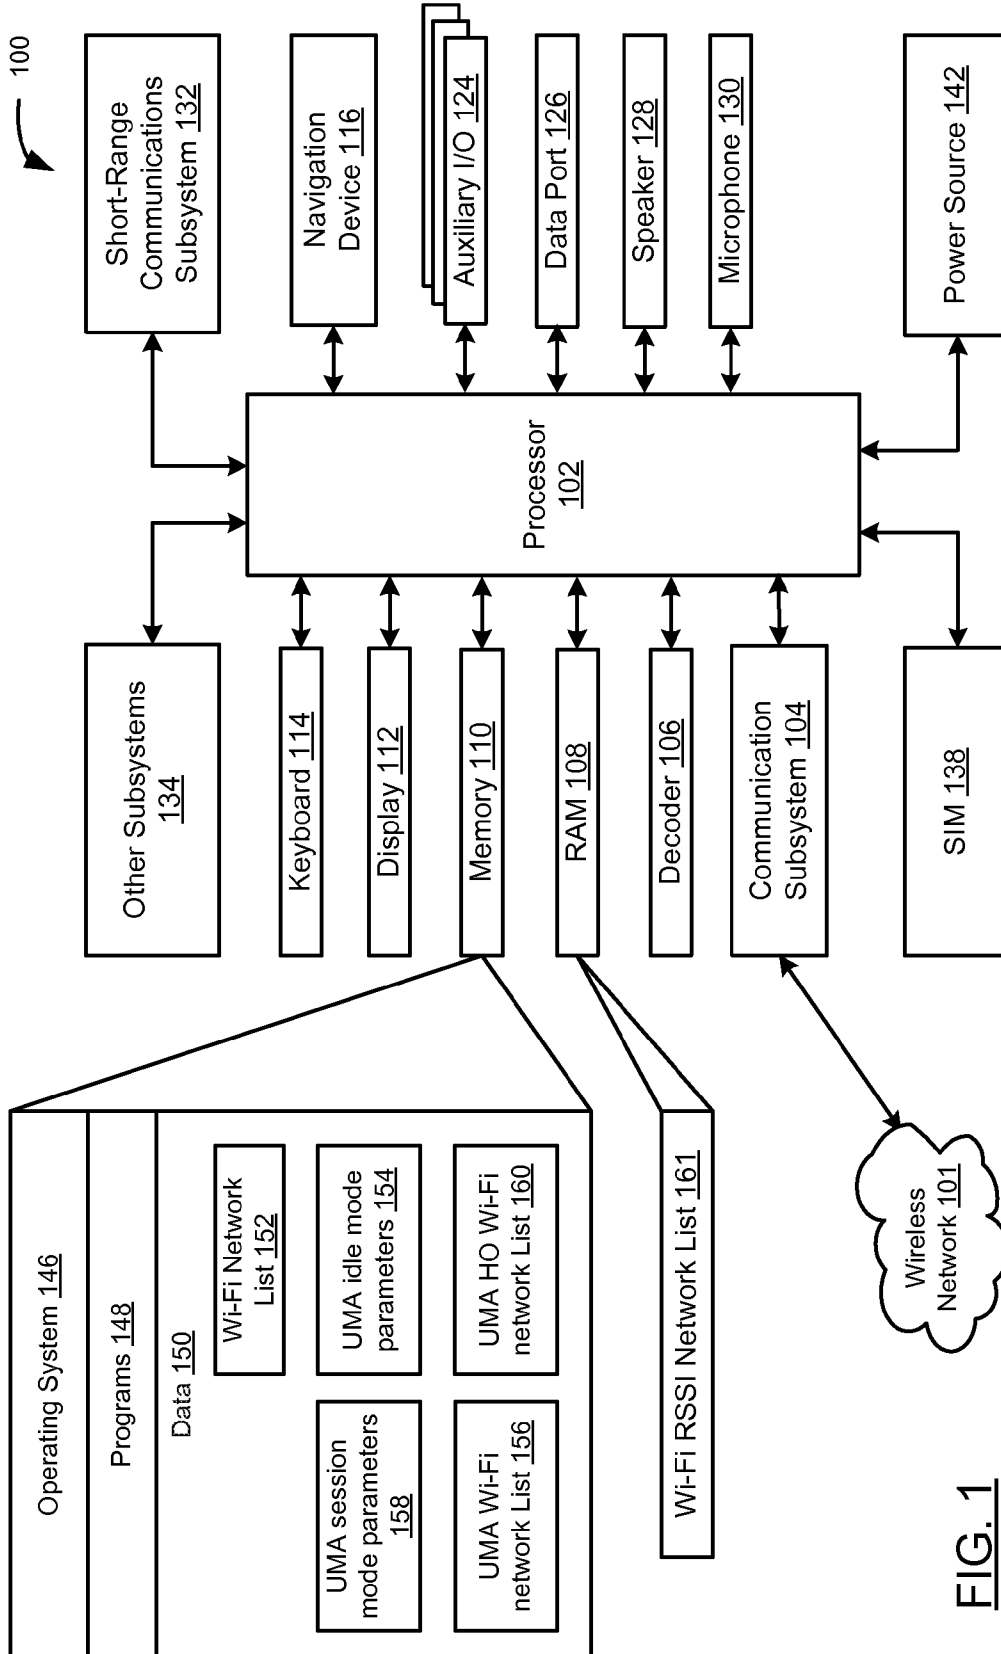 100
Operating System 146
Programs 148
Data 150
Wi-Fi Network
List 152
UMA session
mode parameters
158
UMA idle mode
parameters 154
UMA Wi-Fi
network List 156
UMA HO Wi-Fi
network List 160
Wi-Fi RSSI Network List 161
Wireless
Network 101
Other Subsystems
134
Keyboard 114
Display 112
Memory 110
RAM 108
Decoder 106
Communication
Subsystem 104
SIM 138
Processor
102
Short-Range
Communications
Subsystem 132
Navigation
Device 116
Auxiliary I/O 124
Data Port 126
Speaker 128
Microphone 130
Power Source 142
FIG. 1